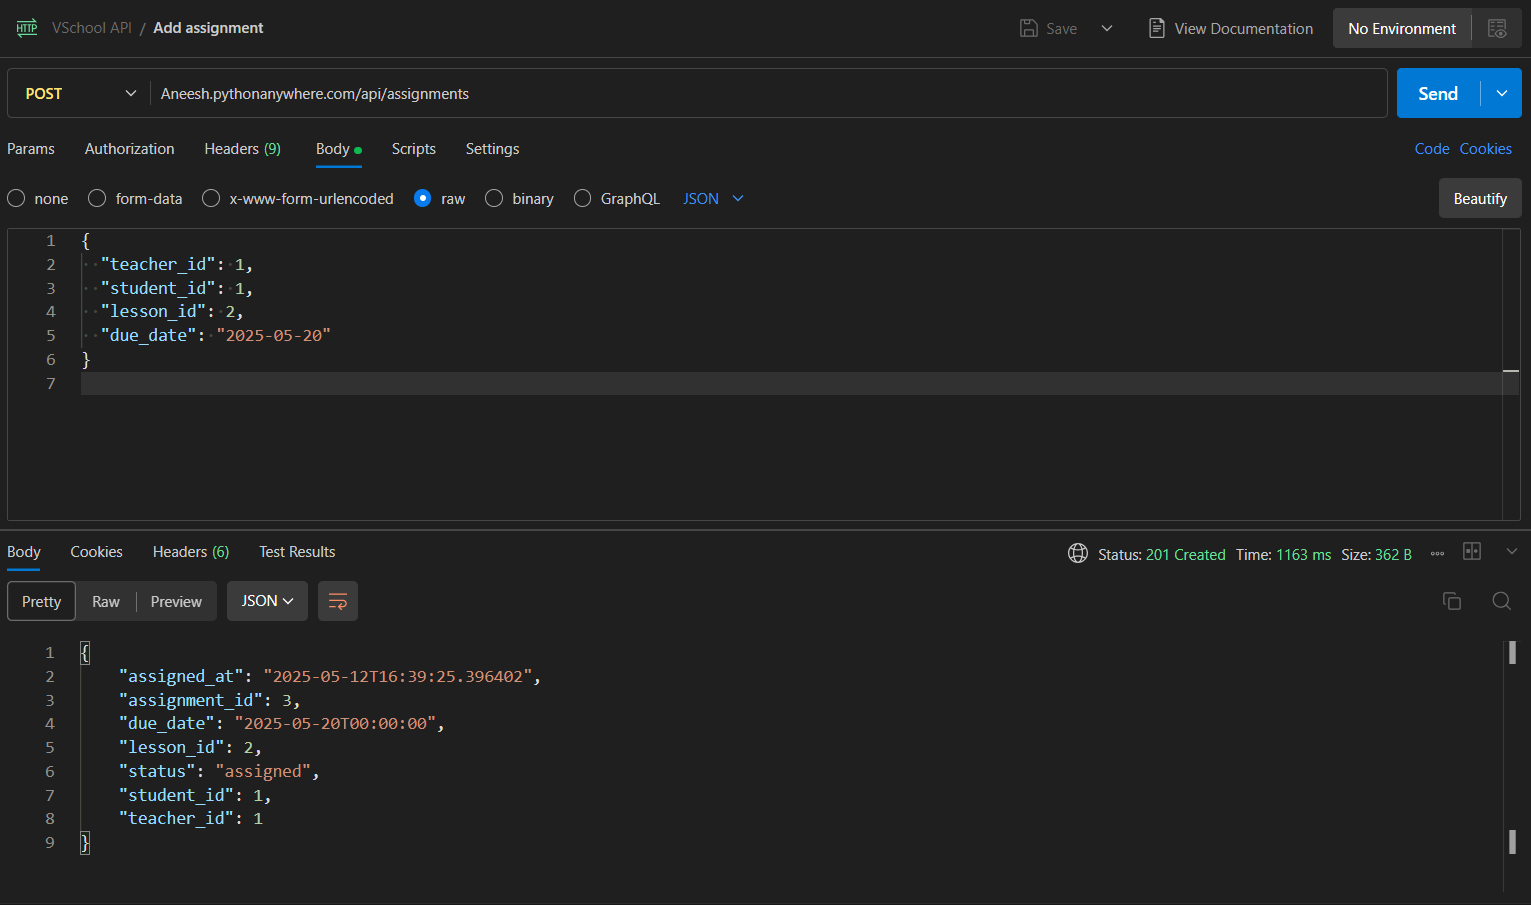 HTTP VSchool API / Add assignment Save View Documentation No Environment
POST Aneesh.pythonanywhere.com/api/assignments Send
Params Authorization Headers (9) Body Scripts Settings Code Cookies
none form-data x-www-form-urlencoded raw binary GraphQL JSON Beautify
1 {
2 "teacher_id": 1,
3 "student_id": 1,
4 "lesson_id": 2,
5 "due_date": "2025-05-20"
6 }
7
Body Cookies Headers (6) Test Results Status: 201 Created Time: 1163 ms Size: 362 B
Pretty Raw Preview JSON
1 {
2 "assigned_at": "2025-05-12T16:39:25.396402",
3 "assignment_id": 3,
4 "due_date": "2025-05-20T00:00:00",
5 "lesson_id": 2,
6 "status": "assigned",
7 "student_id": 1,
8 "teacher_id": 1
9 }